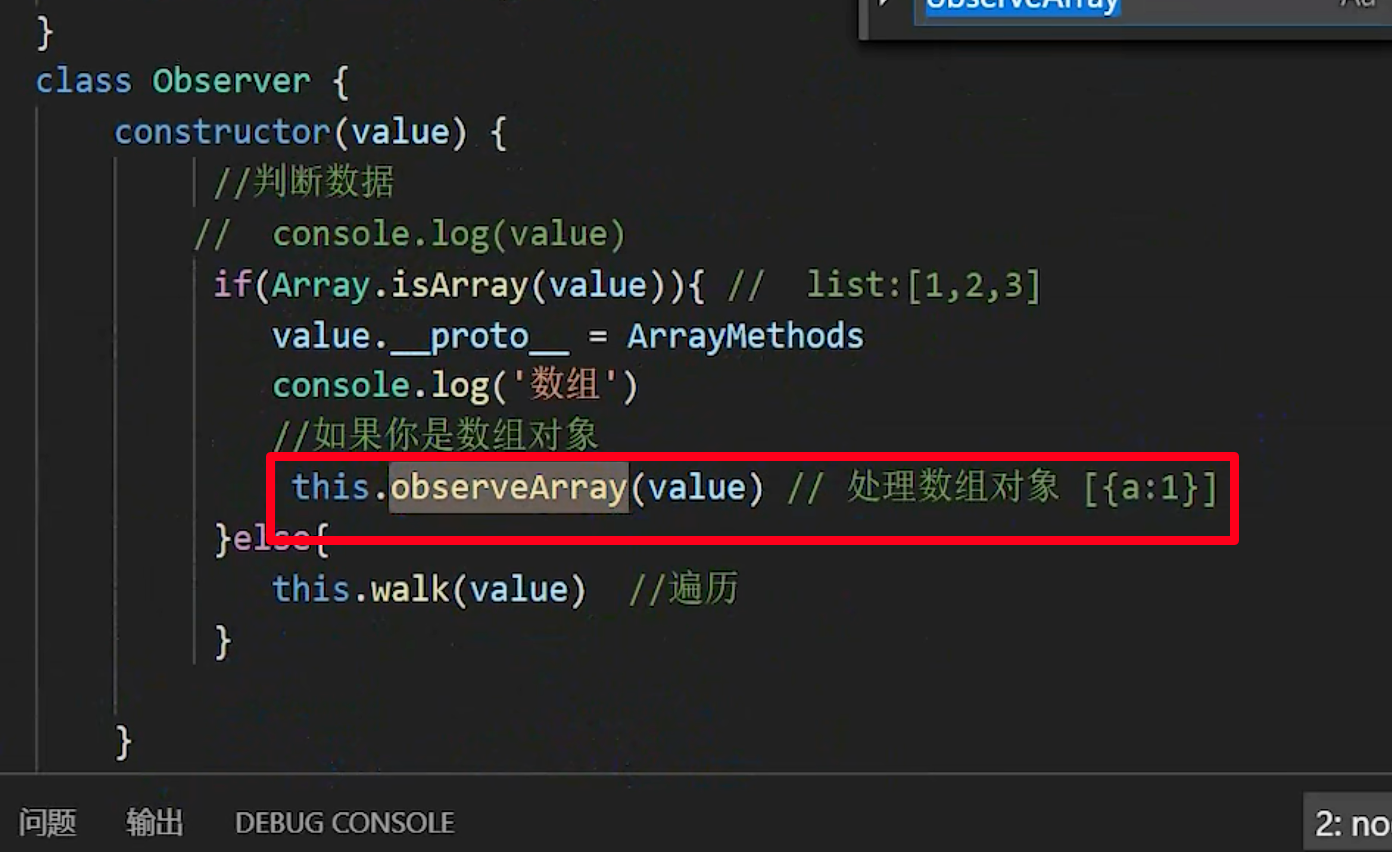 observeArray
Aa
}
class Observer {
constructor(value) {
//判断数据
// console.log(value)
if(Array.isArray(value)){ // list:[1,2,3]
value.__proto__ = ArrayMethods
console.log('数组')
//如果你是数组对象
this.observeArray(value) // 处理数组对象 [{a:1}]
}else{
this.walk(value) //遍历
}
}
问题 输出 DEBUG CONSOLE 2: no